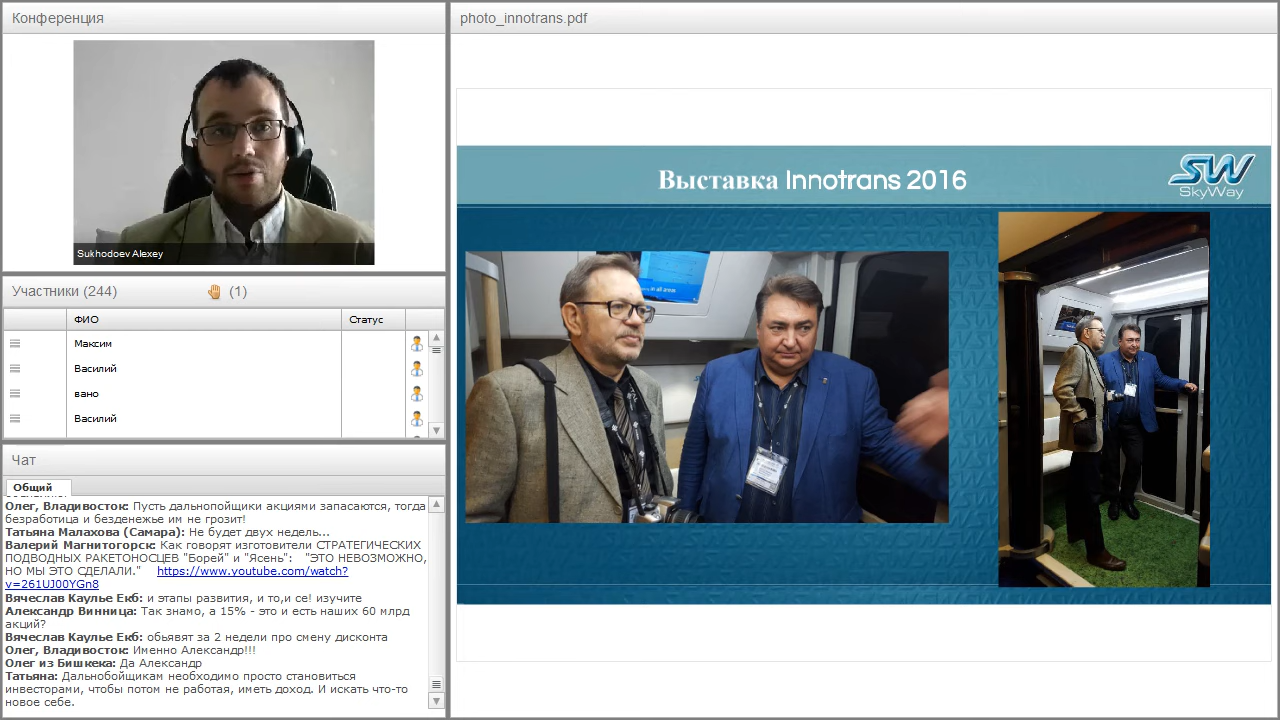 Конференция
Sukhodoev Alexey
Участники (244)
(1)
ФИО
Статус
Максим
Василий
вано
Василий
Чат
Общий
Олег, Владивосток: Пусть дальнопойщики акциями запасаются, тогда
безработица и безденежье им не грозит!
Татьяна Малахова (Самара): Не будет двух недель...
Валерий Магнитогорск: Как говорят изготовители СТРАТЕГИЧЕСКИХ
ПОДВОДНЫХ РАКЕТОНОСЦЕВ "Борей" и "Ясень": "ЭТО НЕВОЗМОЖНО,
НО МЫ ЭТО СДЕЛАЛИ." https://www.youtube.com/watch?
v=261UJ00YGn8
Вячеслав Каулье Екб: и этапы развития, и то,и се! изучите
Александр Винница: Так знамо, а 15% - это и есть наших 60 млрд
акций?
Вячеслав Каулье Екб: обьявят за 2 недели про смену дисконта
Олег, Владивосток: Именно Александр!!!
Олег из Бишкека: Да Александр
Татьяна: Дальнобойщикам необходимо просто становиться
инвесторами, чтобы потом не работая, иметь доход. И искать что-то
новое себе.
photo_innotrans.pdf
Выставка Innotrans 2016
SW
SkyWay
in all areas